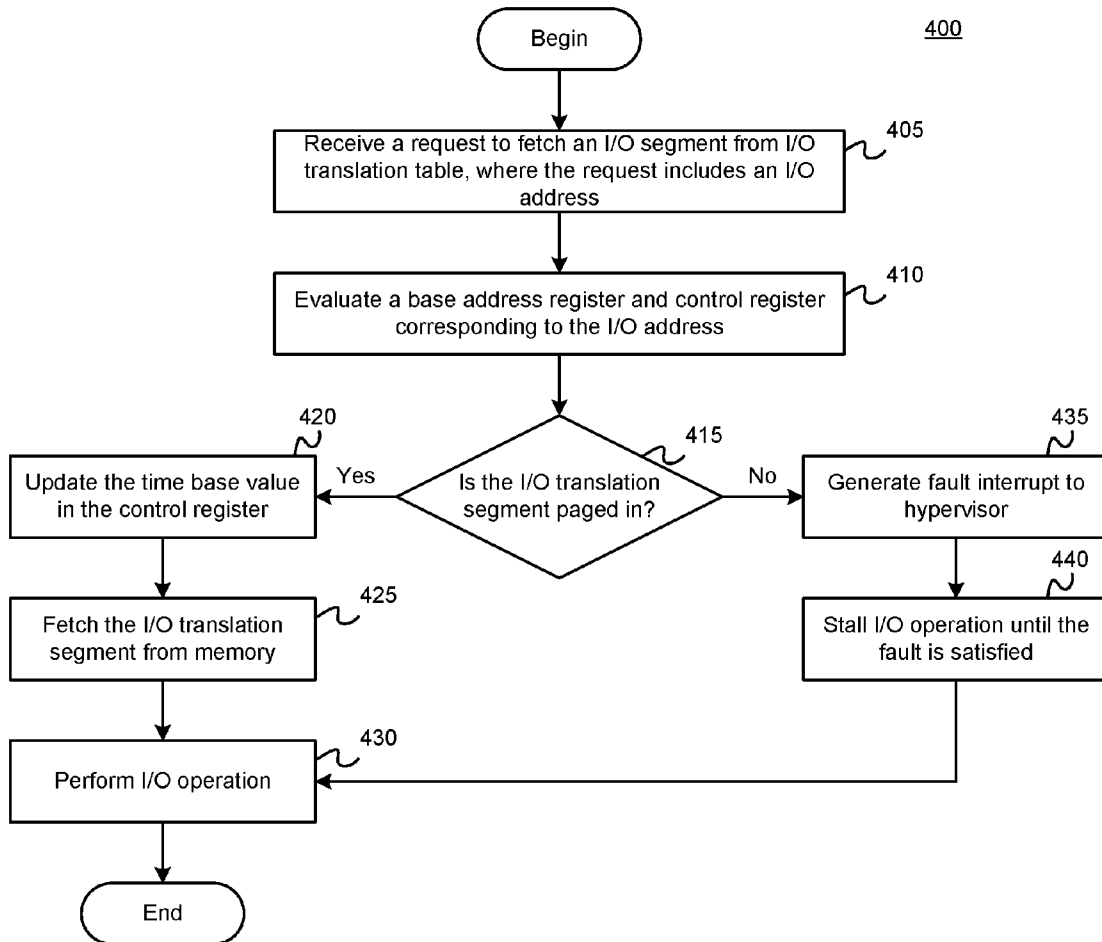 Begin
400
405
Receive a request to fetch an I/O segment from I/O
translation table, where the request includes an I/O
address
410
Evaluate a base address register and control register
corresponding to the I/O address
420
415
435
Update the time base value
in the control register
Yes
Is the I/O translation
segment paged in?
No
Generate fault interrupt to
hypervisor
425
440
Fetch the I/O translation
segment from memory
Stall I/O operation until the
fault is satisfied
430
Perform I/O operation
End